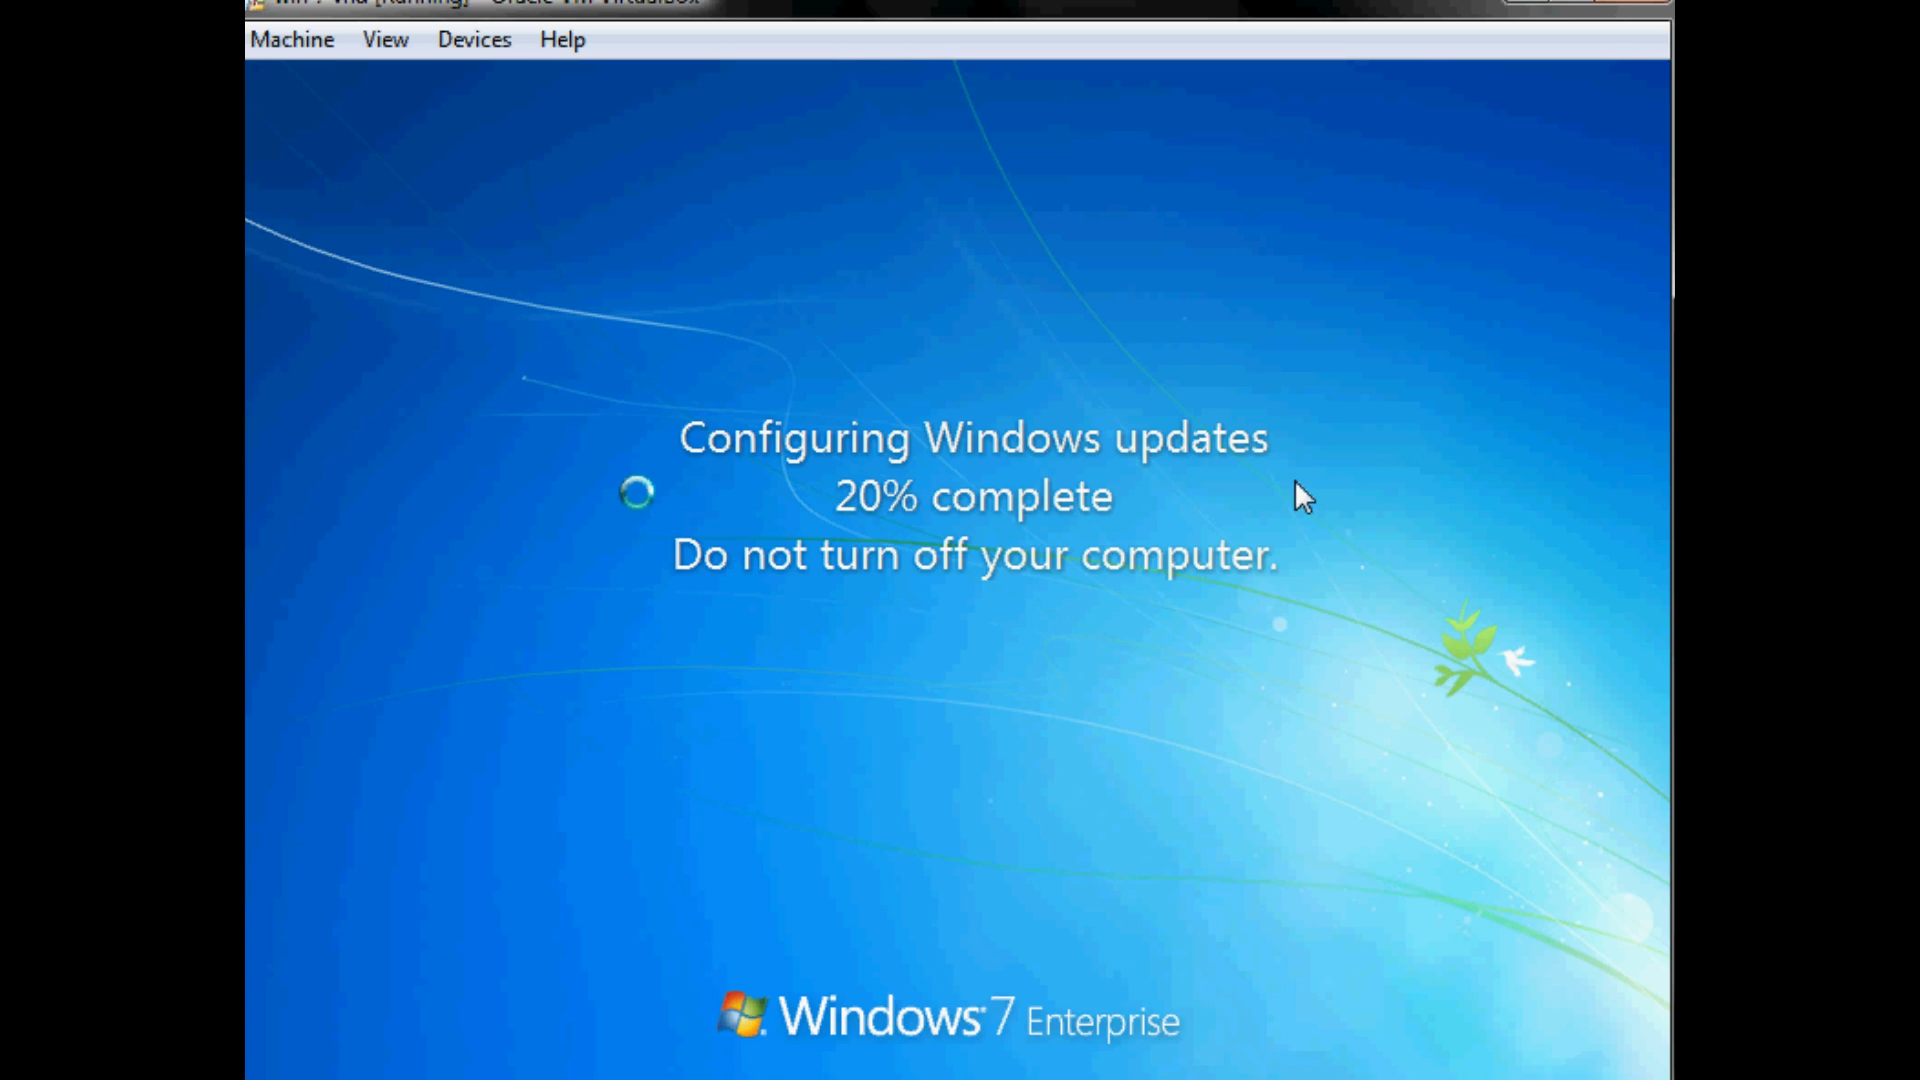 Machine View Devices Help
Configuring Windows updates
20% complete
Do not turn off your computer.
Windows 7 Enterprise